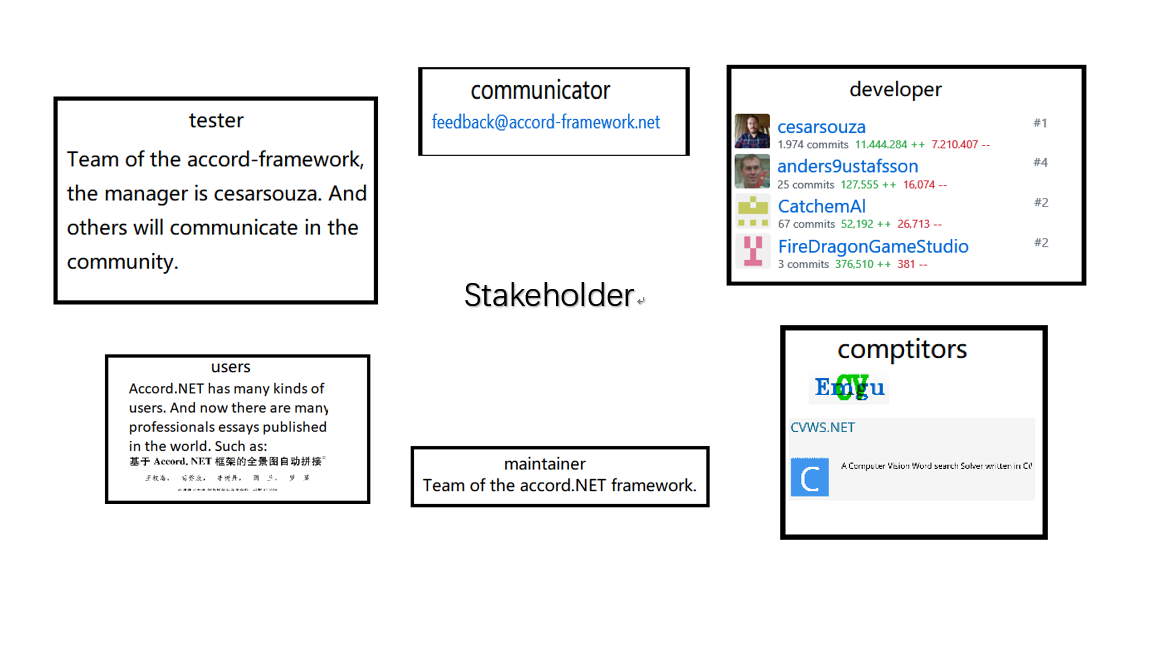 communicator
feedback@accord-framework.net
developer
cesarsouza
#1
1.974 commits 11.444.284 ++ 7.210.407 --
anders9ustafsson
#4
25 commits 127,555 ++ 16,074 --
CatchemAl
#2
67 commits 52,192 ++ 26,713 --
FireDragonGameStudio
#2
3 commits 376,510 ++ 381 --
tester
Team of the accord-framework,
the manager is cesarsouza. And
others will communicate in the
community.
Stakeholder
users
Accord.NET has many kinds of
users. And now there are many
professionals essays published
in the world. Such as:
基于 Accord. NET 框架的全景图自动拼接
maintainer
Team of the accord.NET framework.
comptitors
Emgu
CV
CVWS.NET
C
A Computer Vision Word search Solver written in C#